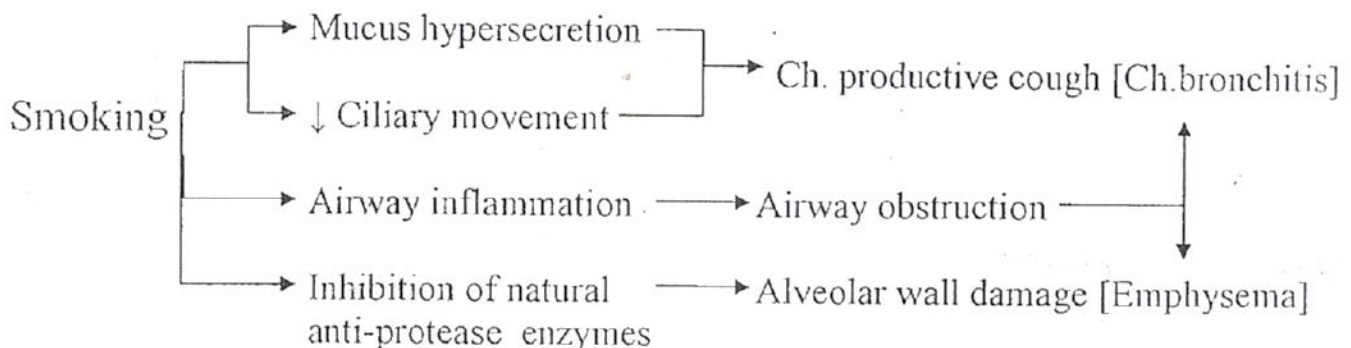 Mucus hypersecretion
Ch. productive cough [Ch.bronchitis]
Smoking
↓ Ciliary movement
Airway inflammation
Airway obstruction
Inhibition of natural
anti-protease enzymes
Alveolar wall damage [Emphysema]